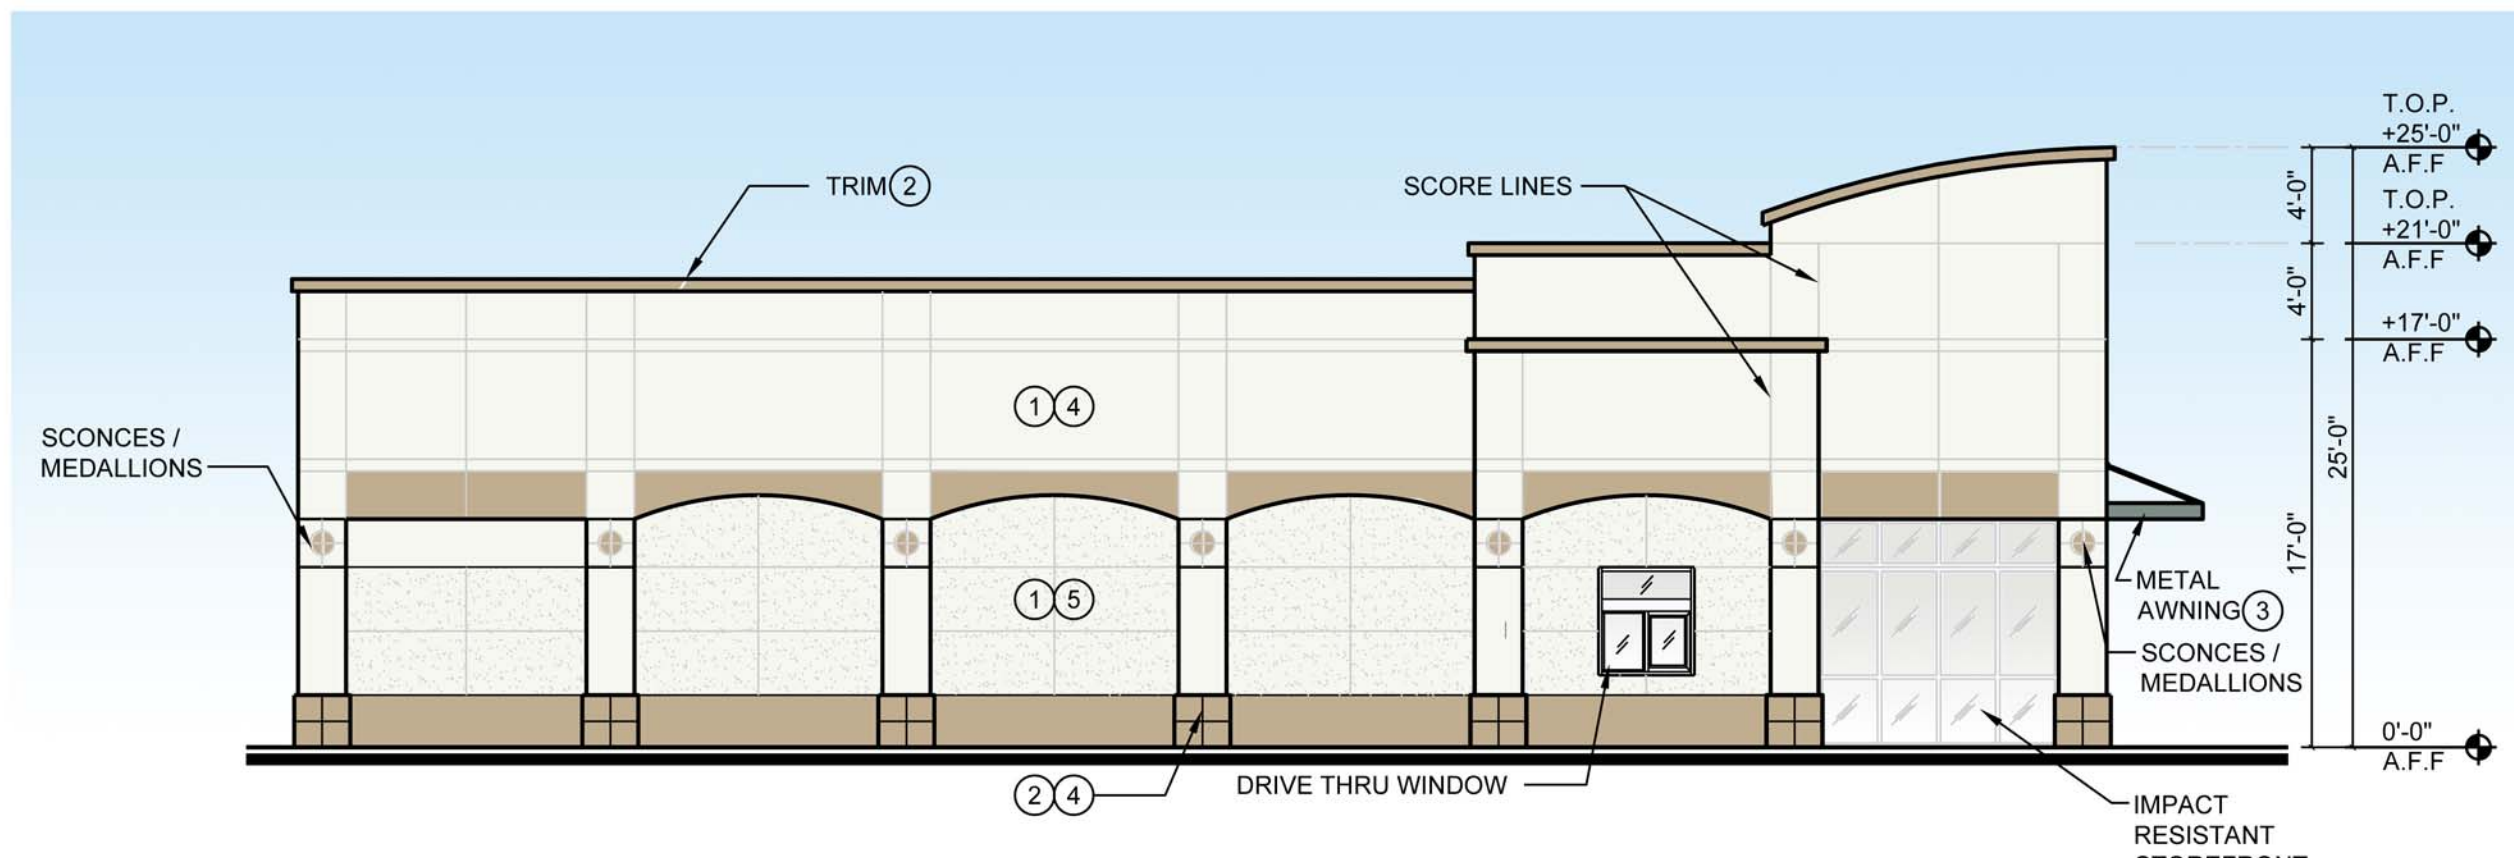 T.O.P.
+25'-0"
A.F.F
T.O.P.
+21'-0"
A.F.F
+17'-0"
A.F.F
0'-0"
A.F.F
4'-0"
4'-0"
17'-0"
25'-0"
TRIM 2
SCORE LINES
1 4
SCONCES /
MEDALLIONS
1 5
METAL
AWNING 3
SCONCES /
MEDALLIONS
2 4
DRIVE THRU WINDOW
IMPACT
RESISTANT